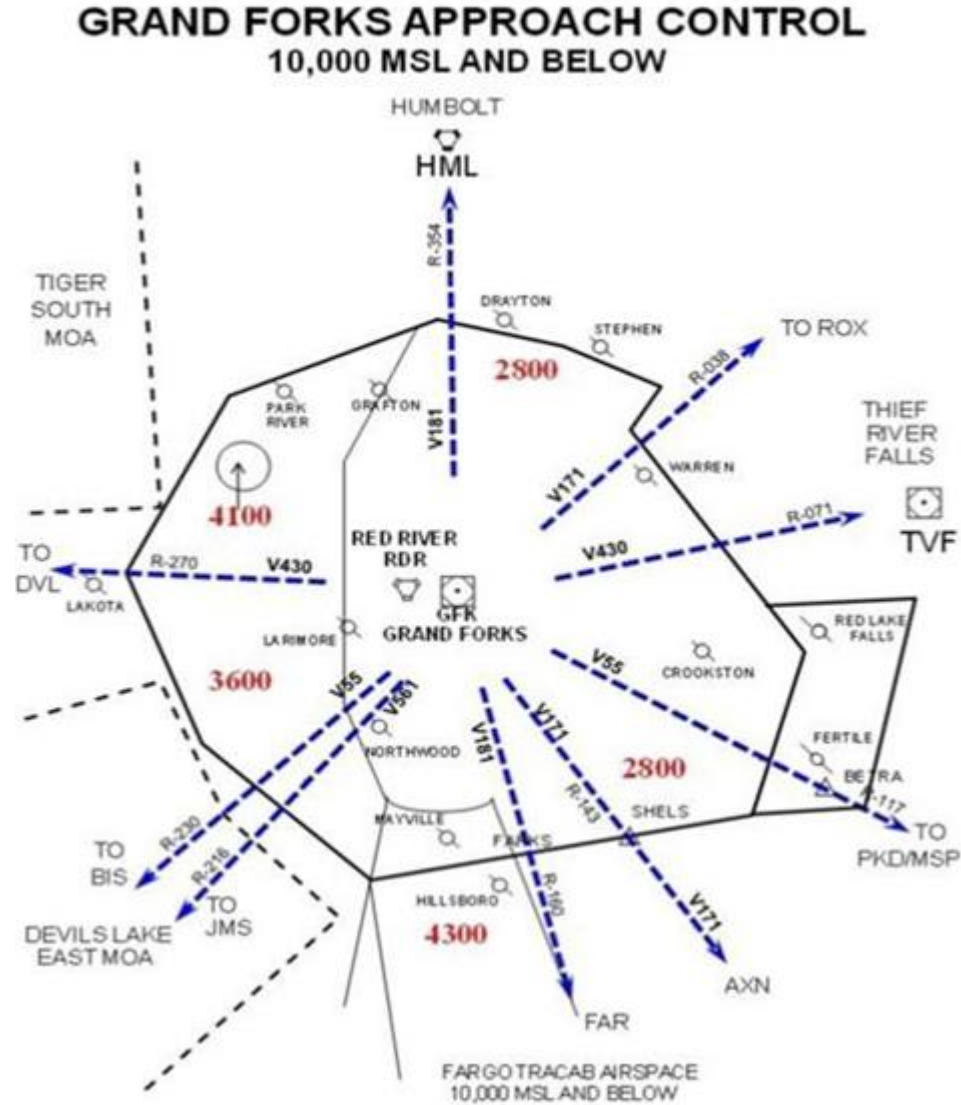 GRAND FORKS APPROACH CONTROL
10,000 MSL AND BELOW
HUMBOLT
HML
R-354
TIGER
SOUTH
MOA
DRAYTON
STEPHEN
TO ROX
R-038
2800
PARK
RIVER
GRAFTON
V181
THIEF
RIVER
FALLS
WARREN
V171
4100
R-071
TVF
RED RIVER
RDR
V430
TO
DVL
R-270
V430
LAKOTA
GFK
GRAND FORKS
LARIMORE
RED LAKE
FALLS
V55
CROOKSTON
3600
V55
V561
V181
V171
NORTHWOOD
2800
FERTILE
BETRA
R-117
MAYVILLE
FARKS
R-143
SHELS
R-230
R-216
TO
BIS
TO
PKD/MSP
HILLSBORO
R-160
TO
JMS
DEVILS LAKE
EAST MOA
4300
V171
AXN
FAR
FARGO TRACAB AIRSPACE
10,000 MSL AND BELOW